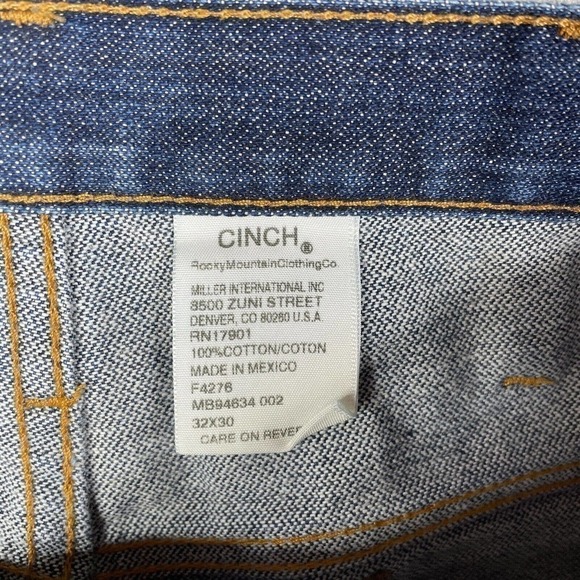 CINCH®
RockyMountainClothingCo.
MILLER INTERNATIONAL INC
8500 ZUNI STREET
DENVER, CO 80260 U.S.A.
RN17901
100%COTTON/COTON
MADE IN MEXICO
F4276
MB94634 002
32X30
CARE ON REVE